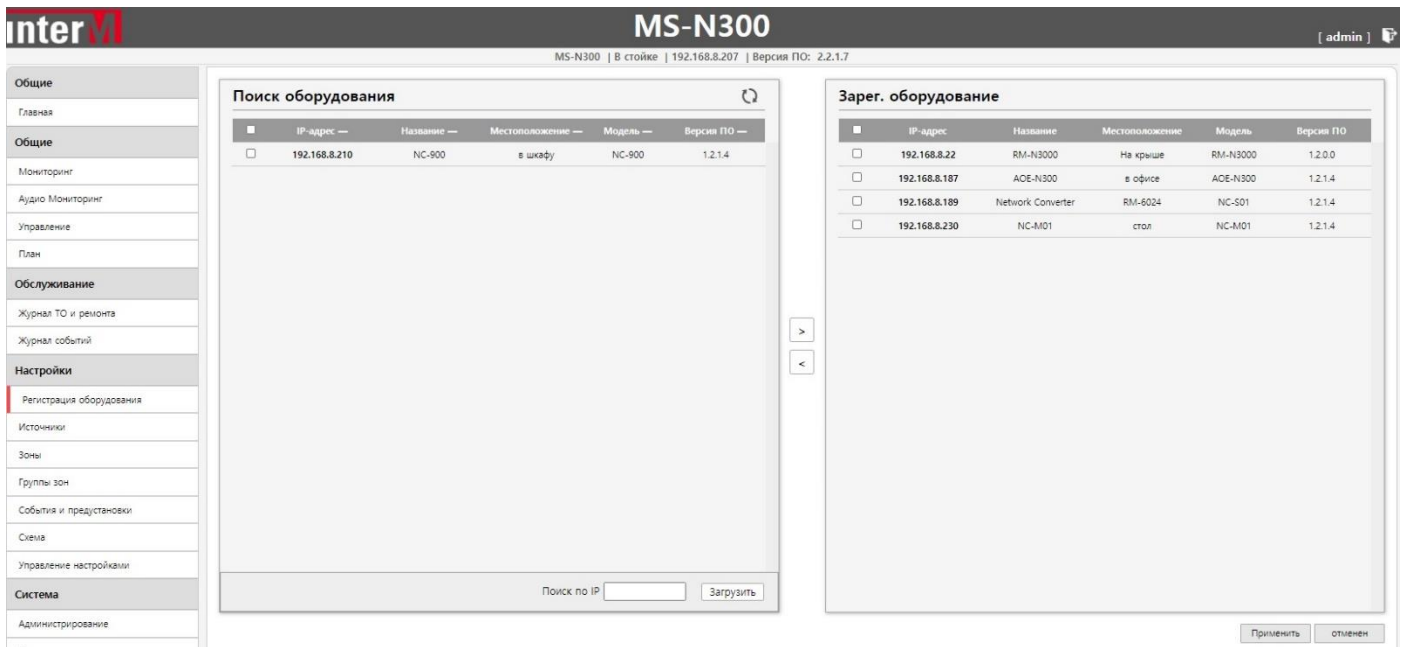 inter M
MS-N300
[ admin ]
MS-N300 | В стойке | 192.168.8.207 | Версия ПО: 2.2.1.7
Общие
Главная
Общие
Мониторинг
Аудио Мониторинг
Управление
План
Обслуживание
Журнал ТО и ремонта
Журнал событий
Настройки
Регистрация оборудования
Источники
Зоны
Группы зон
События и предустановки
Схема
Управление настройками
Система
Администрирование
Поиск оборудования
IP-адрес — Название — Местоположение — Модель — Версия ПО —
192.168.8.210 NC-900 в шкафу NC-900 1.2.1.4
Поиск по IP Загрузить
>
<
Зарег. оборудование
IP-адрес Название Местоположение Модель Версия ПО
192.168.8.22 RM-N3000 На крыше RM-N3000 1.2.0.0
192.168.8.187 AOE-N300 в офисе AOE-N300 1.2.1.4
192.168.8.189 Network Converter RM-6024 NC-S01 1.2.1.4
192.168.8.230 NC-M01 стол NC-M01 1.2.1.4
Применить отменен